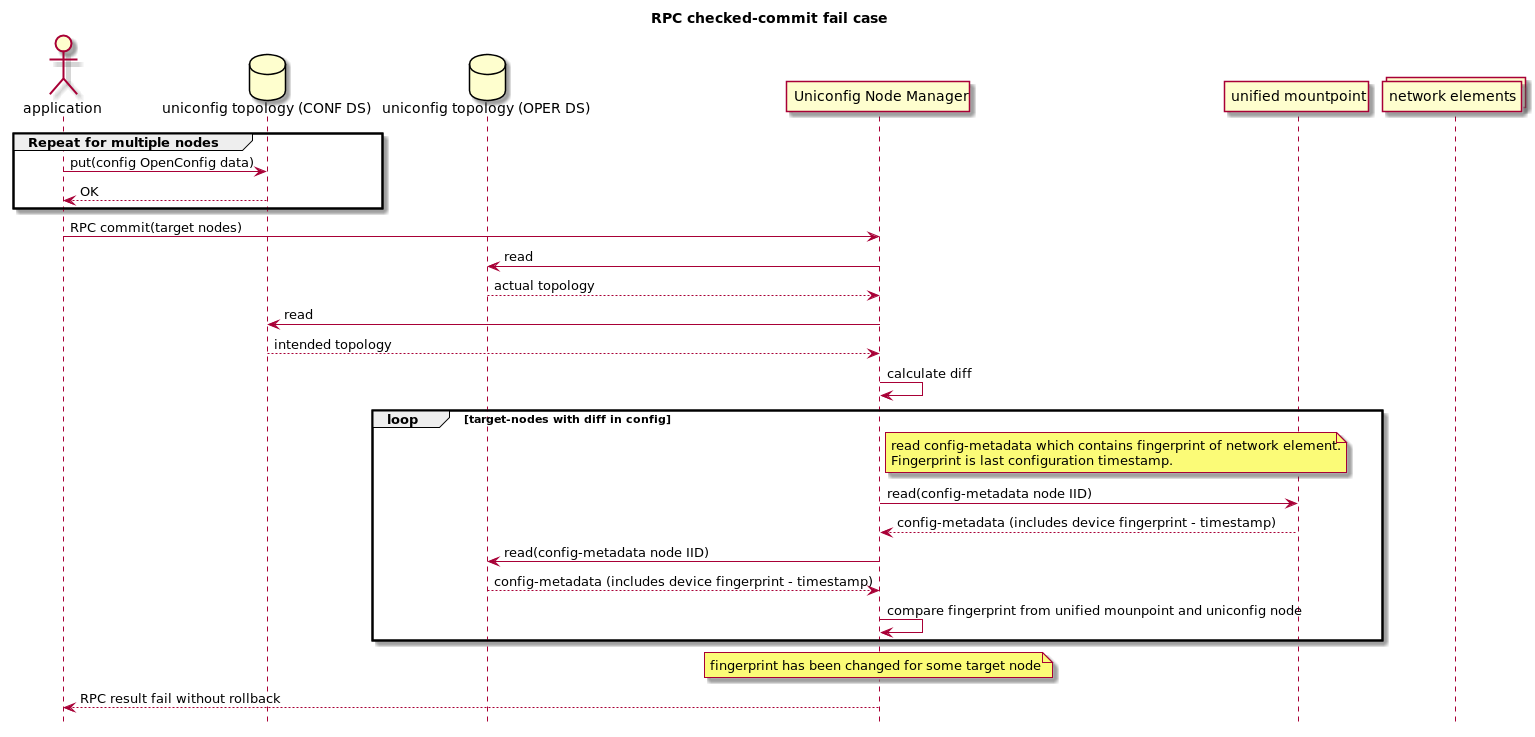 RPC checked-commit fail case
application
uniconfig topology (CONF DS)
uniconfig topology (OPER DS)
Uniconfig Node Manager
unified mountpoint
network elements
Repeat for multiple nodes
put(config OpenConfig data)
OK
RPC commit(target nodes)
read
actual topology
read
intended topology
calculate diff
loop [target-nodes with diff in config]
read config-metadata which contains fingerprint of network element.
Fingerprint is last configuration timestamp.
read(config-metadata node IID)
config-metadata (includes device fingerprint - timestamp)
read(config-metadata node IID)
config-metadata (includes device fingerprint - timestamp)
compare fingerprint from unified mounpoint and uniconfig node
fingerprint has been changed for some target node
RPC result fail without rollback